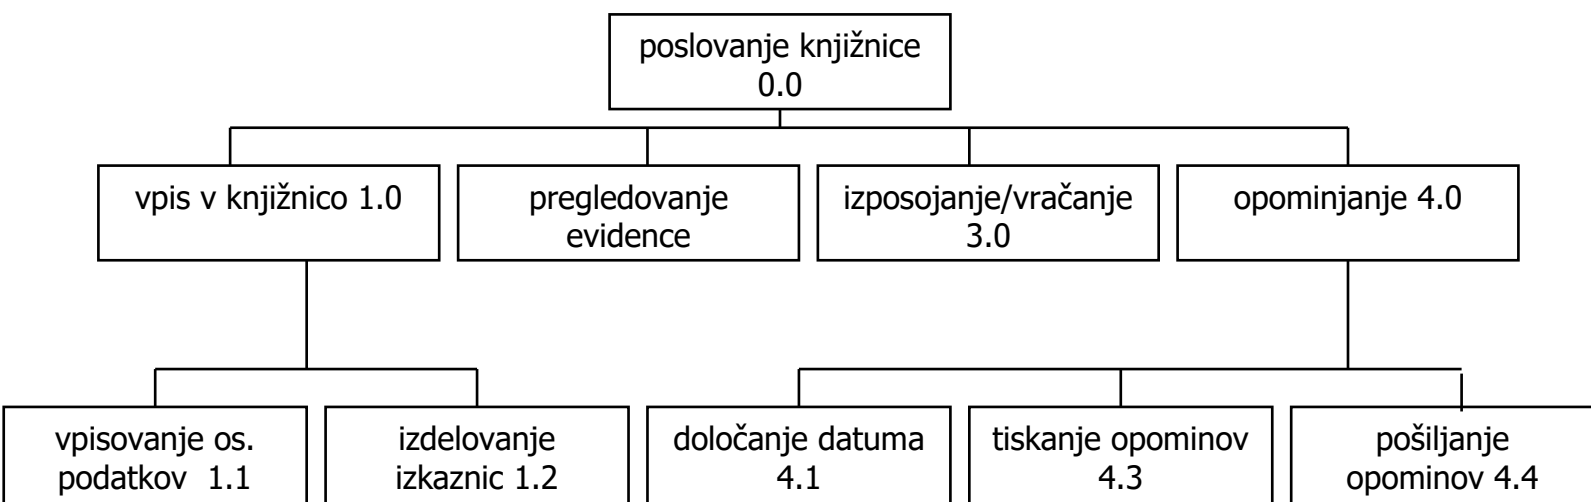 poslovanje knjižnice
0.0
vpis v knjižnico 1.0
pregledovanje
evidence
izposojanje/vračanje
3.0
opominjanje 4.0
vpisovanje os.
podatkov  1.1
izdelovanje
izkaznic 1.2
določanje datuma
4.1
tiskanje opominov
4.3
pošiljanje
opominov 4.4